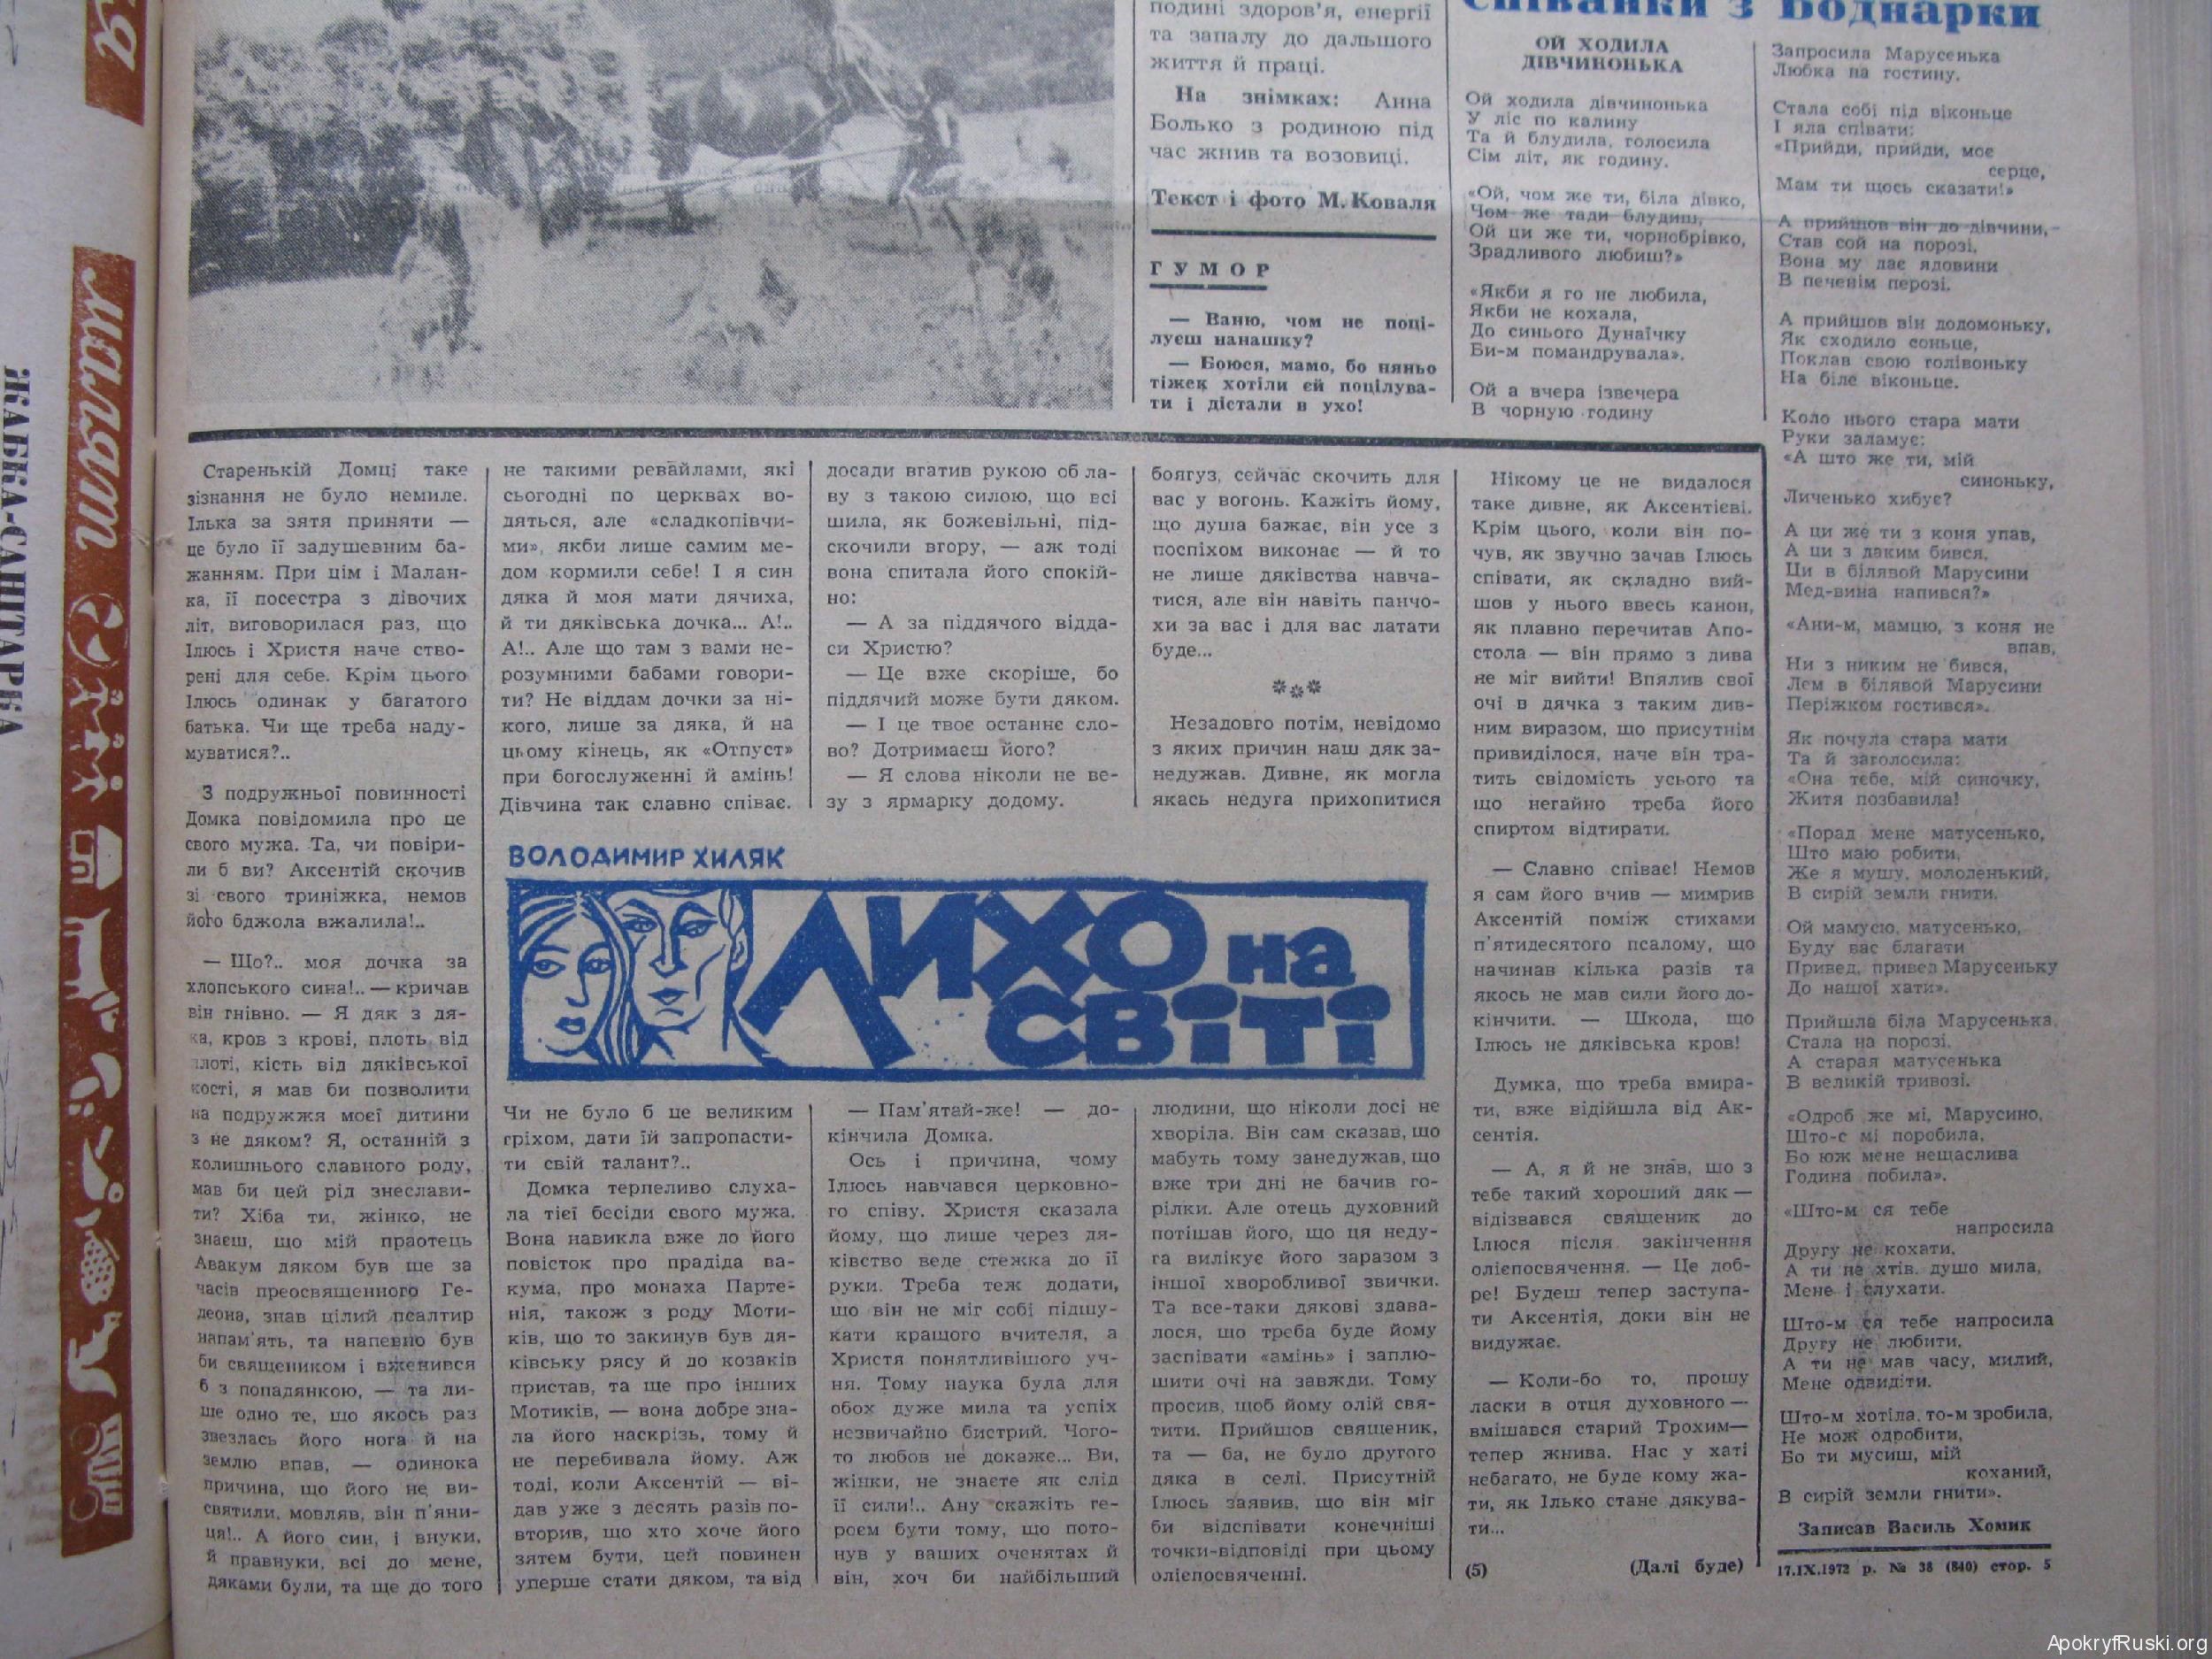 подині здоров'я, енергії
та запалу до дальшого
життя й праці.
На знімках: Анна
Болько з родиною під
час жнив та возовиці.
Текст і фото М. Коваля
ГУМОР
— Ваню, чом не поці-
луєш нанашку?
— Боюся, мамо, бо няньо
тіжек хотіли єй поцілува-
ти і дістали в ухо!
Співанки з Боднарки
ОЙ ХОДИЛА
ДІВЧИНОНЬКА
Ой ходила дівчинонька
У ліс по калину
Та й блудила, голосила
Сім літ, як годину.
«Ой, чом же ти, біла дівко,
Чом же тади блудиш,
Ой ци же ти, чорнобрівко,
Зрадливого любиш?»
«Якби я го не любила,
Якби не кохала,
До синього Дунаїчку
Би-м помандрувала».
Ой а вчера ізвечера
В чорную годину
Запросила Марусенька
Любка на гостину.
Стала собі під віконьце
І яла співати:
«Прийди, прийди, моє
серце,
Мам ти щось сказати!»
А прийшов він до дівчини,
Став сой на порозі,
Вона му дає ядовини
В печенім перозі.
А прийшов він додомоньку,
Як сходило соньце,
Поклав свою голівоньку
На біле віконьце.
Коло нього стара мати
Руки заламує:
«А што же ти, мій
синоньку,
Личенько хибує?
А ци же ти з коня упав,
А ци з даким бився,
Ци в білявой Марусини
Мед-вина напився?»
«Ани-м, мамцю, з коня не
впав,
Ни з никим не бився,
Лем в білявой Марусини
Періжком гостився».
Як почула стара мати
Та й заголосила:
«Она тебе, мій синочку,
Житя позбавила!
«Порад мене матусенько,
Што маю робити,
Же я мушу, молоденький,
В сирій земли гнити.
Ой мамусю, матусенько,
Буду вас благати
Привед, привед Марусеньку
До нашої хати».
Прийшла біла Марусенька,
Стала на порозі,
А старая матусенька
В великій тривозі.
«Одроб же мі, Марусино,
Што-с мі поробила,
Бо юж мене нещаслива
Година побила».
«Што-м ся тебе
напросила
Другу не кохати,
А ти не хтів, душо мила,
Мене і слухати.
Што-м ся тебе напросила
Другу не любити,
А ти не мав часу, милий,
Мене одвидіти.
Што-м хотіла, то-м зробила,
Не мож одробити,
Бо ти мусиш, мій
коханий,
В сирій земли гнити».
Записав Василь Хомик
17.IX.1972 р. № 38 (840) стор. 5
Старенькій Домці таке
зізнання не було немиле.
Ілька за зятя приняти —
це було її задушевним ба-
жанням. При цім і Малан-
ка, її посестра з дівочих
літ, виговорилася раз, що
Ілюсь і Христя наче ство-
рені для себе. Крім цього
Ілюсь одинак у багатого
батька. Чи ще треба наду-
муватися?..
З подружньої повинності
Домка повідомила про це
свого мужа. Та, чи повіри-
ли б ви? Аксентій скочив
зі свого триніжка, немов
його бджола вжалила!..
— Що?.. моя дочка за
хлопського сина!.. — кричав
він гнівно. — Я дяк з дя-
ка, кров з крові, плоть від
плоті, кість від дяківської
кості, я мав би позволити
на подружжя моєї дитини
з не дяком? Я, останній з
колишнього славного роду,
мав би цей рід знеслави-
ти? Хіба ти, жінко, не
знаєш, що мій праотець
Авакум дяком був ще за
часів преосвященного Ге-
деона, знав цілий псалтир
напам'ять, та напевно був
би священиком і вженився
б з попадянкою, — та ли-
ше одно те, що якось раз
звезлась його нога й на
землю впав, — одинока
причина, що його не ви-
святили, мовляв, він п'яни-
ця!.. А його син, і внуки,
й правнуки, всі до мене,
дяками були, та ще до того
не такими ревайлами, які
сьогодні по церквах во-
дяться, але «сладкопівчи-
ми», якби лише самим ме-
дом кормили себе! І я син
дяка й моя мати дячиха,
й ти дяківська дочка... А!..
А!.. Але що там з вами не-
розумними бабами говори-
ти? Не віддам дочки за ні-
кого, лише за дяка, й на
цьому кінець, як «Отпуст»
при богослуженні й амінь!
Дівчина так славно співає.
ВОЛОДИМИР ХИЛЯК
ЛИХО на
СВІТІ
Чи не було б це великим
гріхом, дати їй запропасти-
ти свій талант?..
Домка терпеливо слуха-
ла тієї бесіди свого мужа.
Вона навикла вже до його
повісток про прадіда ва-
кума, про монаха Парте-
нія, також з роду Моти-
ків, що то закинув був дя-
ківську рясу й до козаків
пристав, та ще про інших
Мотиків, — вона добре зна-
ла його наскрізь, тому й
не перебивала йому. Аж
тоді, коли Аксентій — ві-
дав уже з десять разів по-
вторив, що хто хоче його
зятем бути, цей повинен
уперше стати дяком, та від
досади вгатив рукою об ла-
ву з такою силою, що всі
шила, як божевільні, під-
скочили вгору, — аж тоді
вона спитала його спокій-
но:
— А за піддячого відда-
си Христю?
— Це вже скоріше, бо
піддячий може бути дяком.
— І це твоє останнє сло-
во? Дотримаєш його?
— Я слова ніколи не ве-
зу з ярмарку додому.
— Пам'ятай-же! — до-
кінчила Домка.
Ось і причина, чому
Ілюсь навчався церковно-
го співу. Христя сказала
йому, що лише через дя-
ківство веде стежка до її
руки. Треба теж додати,
що він не міг собі підшу-
кати кращого вчителя, а
Христя понятливішого уч-
ня. Тому наука була для
обох дуже мила та успіх
незвичайно бистрий. Чого-
то любов не докаже... Ви,
жінки, не знаєте як слід
її сили!.. Ану скажіть ге-
роєм бути тому, що пото-
нув у ваших оченятах й
він, хоч би найбільший
боягуз, сейчас скочить для
вас у вогонь. Кажіть йому,
що душа бажає, він усе з
поспіхом виконає — й то
не лише дяківства навча-
тися, але він навіть панчо-
хи за вас і для вас латати
буде...
***
Незадовго потім, невідомо
з яких причин наш дяк за-
недужав. Дивне, як могла
якась недуга прихопитися
людини, що ніколи досі не
хворіла. Він сам сказав, що
мабуть тому занедужав, що
вже три дні не бачив го-
рілки. Але отець духовний
потішав його, що ця неду-
га вилікує його заразом з
іншої хворобливої звички.
Та все-таки дякові здава-
лося, що треба буде йому
заспівати «амінь» і заплю-
щити очі на завжди. Тому
просив, щоб йому олій свя-
тити. Прийшов священик,
та — ба, не було другого
дяка в селі. Присутній
Ілюсь заявив, що він міг
би відспівати конечніші
точки-відповіді при цьому
оліепосвяченні.
Нікому це не видалося
таке дивне, як Аксентієві.
Крім цього, коли він по-
чув, як звучно зачав Ілюсь
співати, як складно вий-
шов у нього ввесь канон,
як плавно перечитав Апо-
стола — він прямо з дива
не міг вийти! Впялив свої
очі в дячка з таким див-
ним виразом, що присутнім
привиділося, наче він тра-
тить свідомість усього та
що негайно треба його
спиртом відтирати.
— Славно співає! Немов
я сам його вчив — мимрив
Аксентій поміж стихами
п'ятидесятого псалому, що
начинав кілька разів та
якось не мав сили його до-
кінчити. — Шкода, що
Ілюсь не дяківська кров!
Думка, що треба вмира-
ти, вже відійшла від Ак-
сентія.
— А, я й не знав, що з
тебе такий хороший дяк —
відізвався священик до
Ілюся після закінчення
оліепосвячення. — Це доб-
ре! Будеш тепер заступа-
ти Аксентія, доки він не
видужає.
— Коли-бо то, прошу
ласки в отця духовного —
вмішався старий Трохим—
тепер жнива. Нас у хаті
небагато, не буде кому жа-
ти, як Ілько стане дякува-
ти...
(5) (Далі буде)
ЖАБКА-САНІТАРКА
ApokryfRuski.org